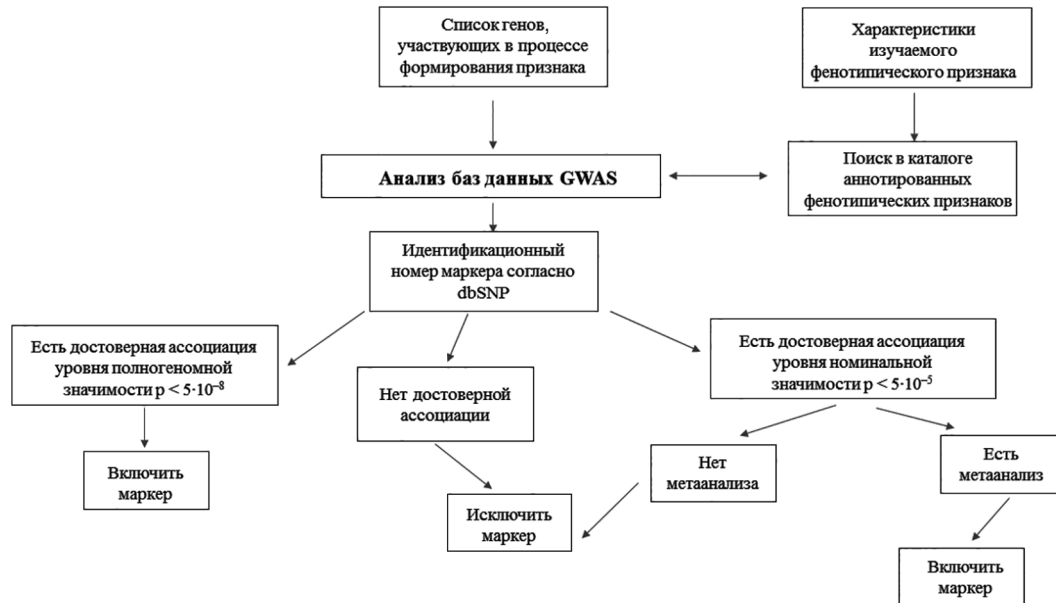 Список генов,
участвующих в процессе
формирования признака
Характеристики
изучаемого
фенотипического признака
Анализ баз данных GWAS
Поиск в каталоге
аннотированных
фенотипических признаков
Идентификационный
номер маркера согласно
dbSNP
Есть достоверная ассоциация
уровня полногеномной
значимости p < 5·10⁻⁸
Нет достоверной
ассоциации
Есть достоверная ассоциация
уровня номинальной
значимости p < 5·10⁻⁵
Включить
маркер
Исключить
маркер
Нет
метаанализа
Есть
метаанализ
Включить
маркер